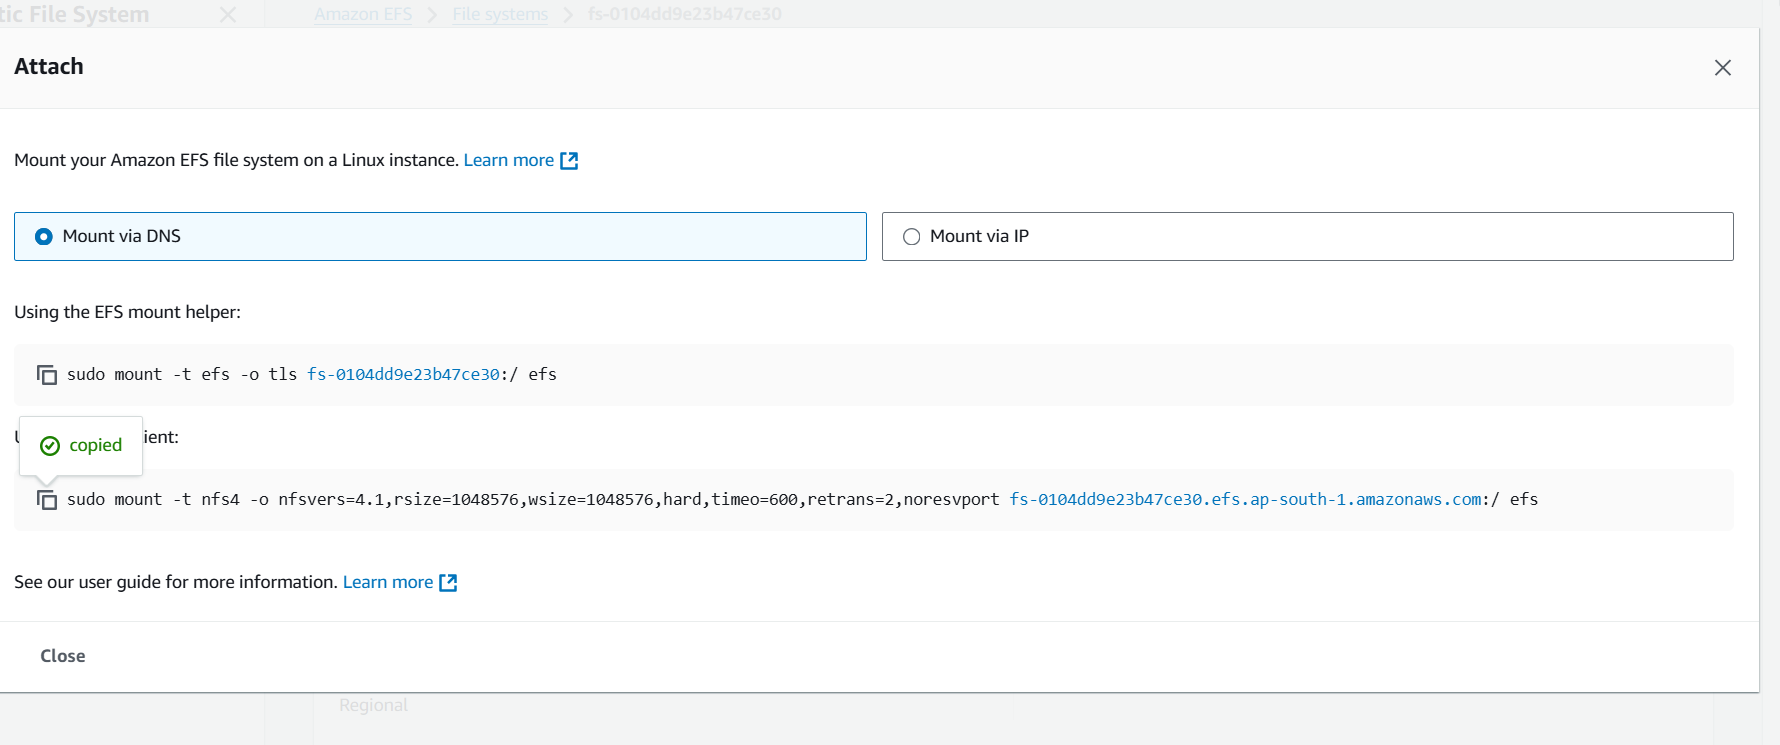 tic File System
Amazon EFS File systems fs-0104dd9e23b47ce30
Attach
Mount your Amazon EFS file system on a Linux instance. Learn more
Mount via DNS
Mount via IP
Using the EFS mount helper:
sudo mount -t efs -o tls fs-0104dd9e23b47ce30:/ efs
ient:
copied
sudo mount -t nfs4 -o nfsvers=4.1,rsize=1048576,wsize=1048576,hard,timeo=600,retrans=2,noresvport fs-0104dd9e23b47ce30.efs.ap-south-1.amazonaws.com:/ efs
See our user guide for more information. Learn more
Close
Regional